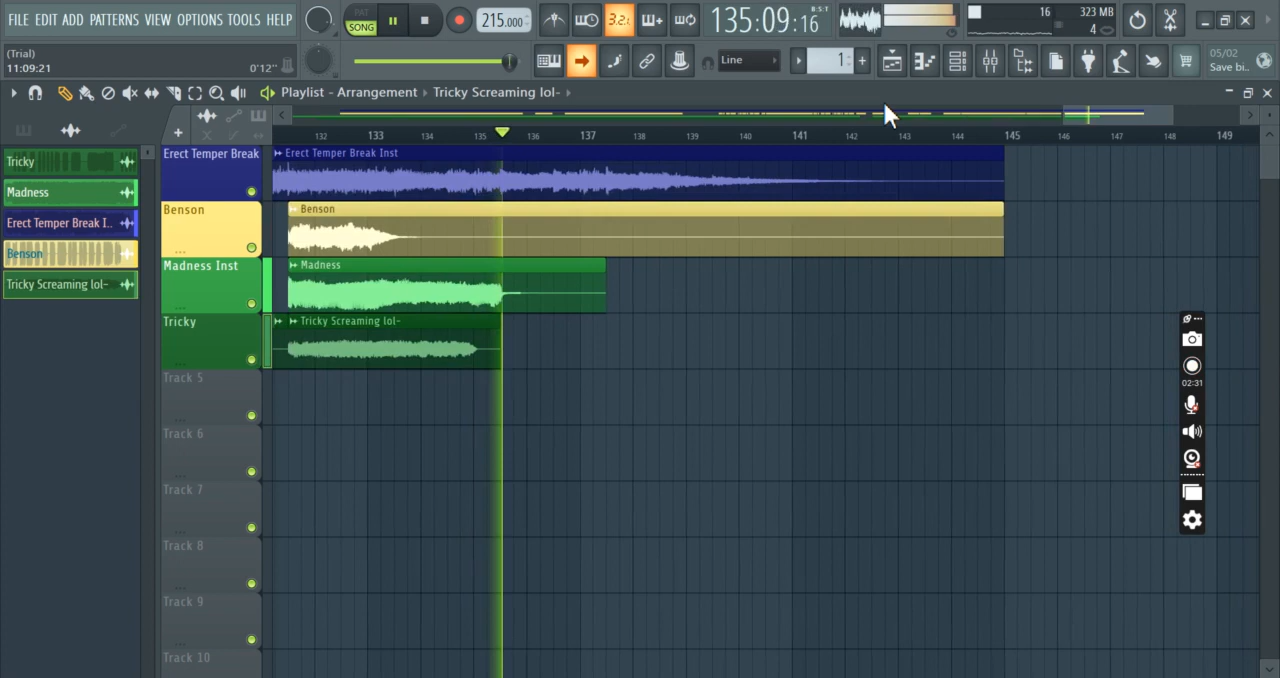 FILE EDIT ADD PATTERNS VIEW OPTIONS TOOLS HELP
PAT
SONG
215.000
3.2.
135:09:16
B:S:T
16
323 MB
4
(Trial)
11:09:21
0'12"
Line
1
05/02
Save bi..
Playlist - Arrangement
Tricky Screaming lol-
132 133 134 135 136 137 138 139 140 141 142 143 144 145 146 147 148 149
Tricky
Madness
Erect Temper Break I..
Benson
Tricky Screaming lol-
Erect Temper Break
Erect Temper Break Inst
Benson
...
Benson
Madness Inst
...
Madness
Tricky
...
Tricky Screaming lol-
Track 5
...
Track 6
...
Track 7
...
Track 8
...
Track 9
...
Track 10
02:31